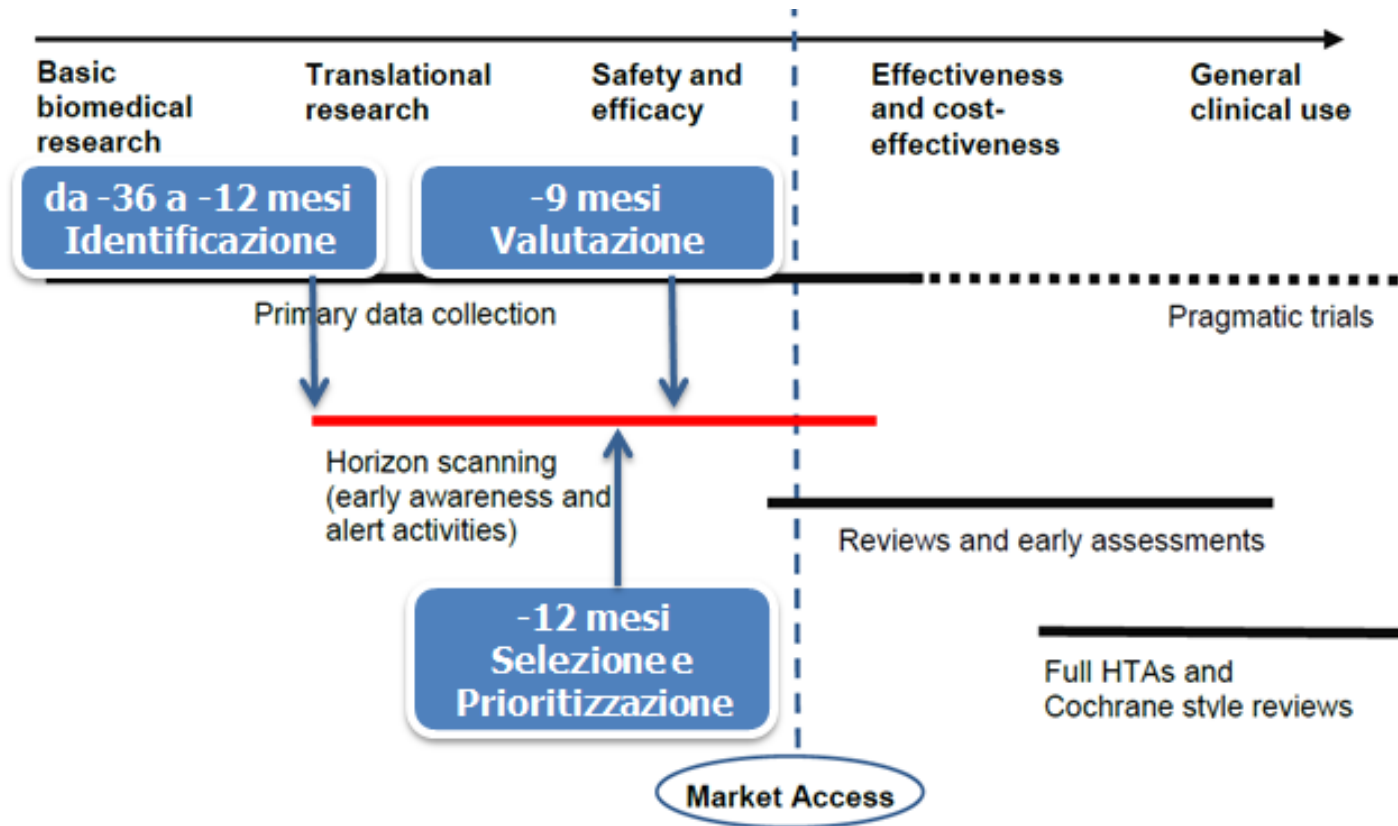 Basic
biomedical
research
Translational
research
Safety and
efficacy
Effectiveness
and cost-
effectiveness
General
clinical use
da -36 a -12 mesi
Identificazione
-9 mesi
Valutazione
Primary data collection
Pragmatic trials
Horizon scanning
(early awareness and
alert activities)
Reviews and early assessments
-12 mesi
Selezione e
Prioritizzazione
Full HTAs and
Cochrane style reviews
Market Access